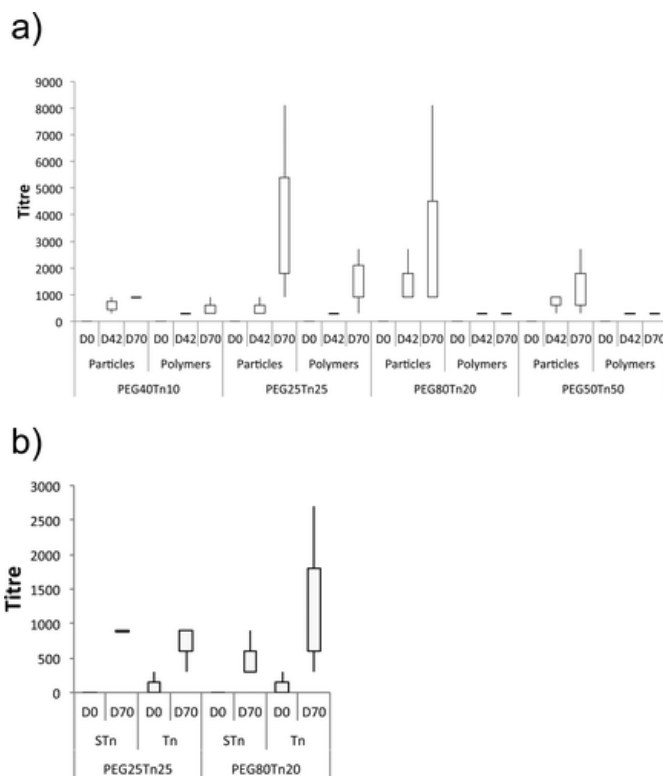 a)
9000
8000
7000
6000
5000
4000
3000
2000
1000
0
Titre
D0 D42 D70 D0 D42 D70 D0 D42 D70 D0 D42 D70 D0 D42 D70 D0 D42 D70 D0 D42 D70 D0 D42 D70
Particles Polymers Particles Polymers Particles Polymers Particles Polymers
PEG40Tn10 PEG25Tn25 PEG80Tn20 PEG50Tn50
b)
3000
2500
2000
1500
1000
500
0
Titre
D0 D70 D0 D70 D0 D70 D0 D70
STn Tn STn Tn
PEG25Tn25 PEG80Tn20